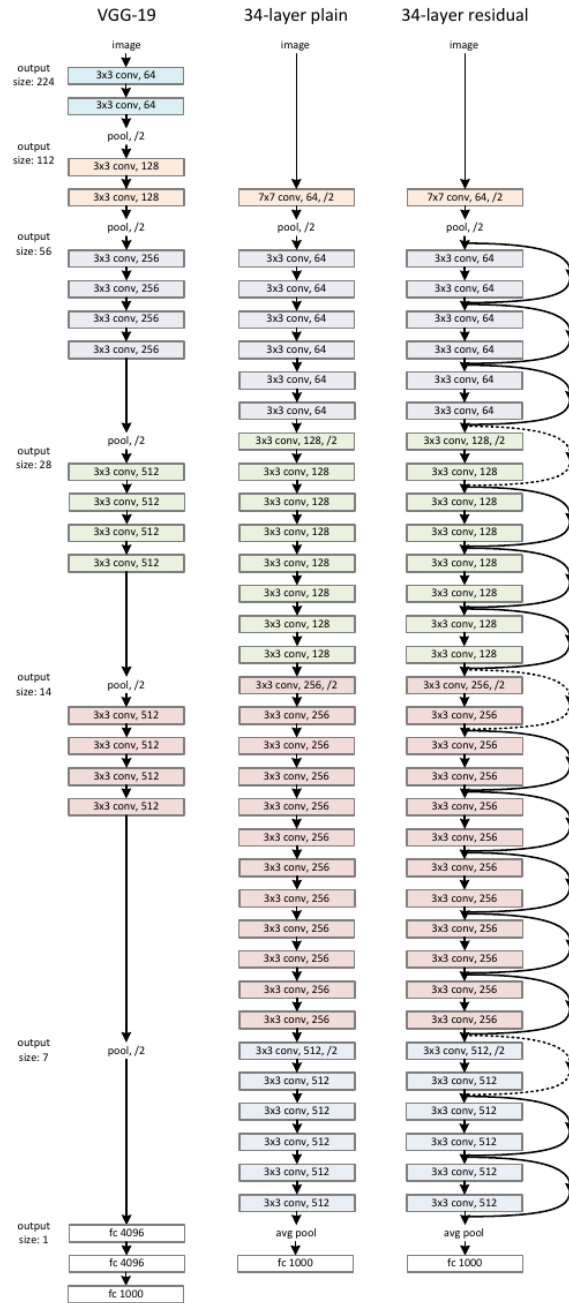 VGG-19
34-layer plain
34-layer residual
output
size: 224
output
size: 112
output
size: 56
output
size: 28
output
size: 14
output
size: 7
output
size: 1
image
3x3 conv, 64
3x3 conv, 64
pool, /2
3x3 conv, 128
3x3 conv, 128
pool, /2
3x3 conv, 256
3x3 conv, 256
3x3 conv, 256
3x3 conv, 256
pool, /2
3x3 conv, 512
3x3 conv, 512
3x3 conv, 512
3x3 conv, 512
pool, /2
3x3 conv, 512
3x3 conv, 512
3x3 conv, 512
3x3 conv, 512
pool, /2
fc 4096
fc 4096
fc 1000
image
7x7 conv, 64, /2
pool, /2
3x3 conv, 64
3x3 conv, 64
3x3 conv, 64
3x3 conv, 64
3x3 conv, 64
3x3 conv, 64
3x3 conv, 128, /2
3x3 conv, 128
3x3 conv, 128
3x3 conv, 128
3x3 conv, 128
3x3 conv, 128
3x3 conv, 128
3x3 conv, 128
3x3 conv, 256, /2
3x3 conv, 256
3x3 conv, 256
3x3 conv, 256
3x3 conv, 256
3x3 conv, 256
3x3 conv, 256
3x3 conv, 256
3x3 conv, 256
3x3 conv, 256
3x3 conv, 256
3x3 conv, 256
3x3 conv, 512, /2
3x3 conv, 512
3x3 conv, 512
3x3 conv, 512
3x3 conv, 512
3x3 conv, 512
avg pool
fc 1000
image
7x7 conv, 64, /2
pool, /2
3x3 conv, 64
3x3 conv, 64
3x3 conv, 64
3x3 conv, 64
3x3 conv, 64
3x3 conv, 64
3x3 conv, 128, /2
3x3 conv, 128
3x3 conv, 128
3x3 conv, 128
3x3 conv, 128
3x3 conv, 128
3x3 conv, 128
3x3 conv, 128
3x3 conv, 256, /2
3x3 conv, 256
3x3 conv, 256
3x3 conv, 256
3x3 conv, 256
3x3 conv, 256
3x3 conv, 256
3x3 conv, 256
3x3 conv, 256
3x3 conv, 256
3x3 conv, 256
3x3 conv, 256
3x3 conv, 512, /2
3x3 conv, 512
3x3 conv, 512
3x3 conv, 512
3x3 conv, 512
3x3 conv, 512
avg pool
fc 1000